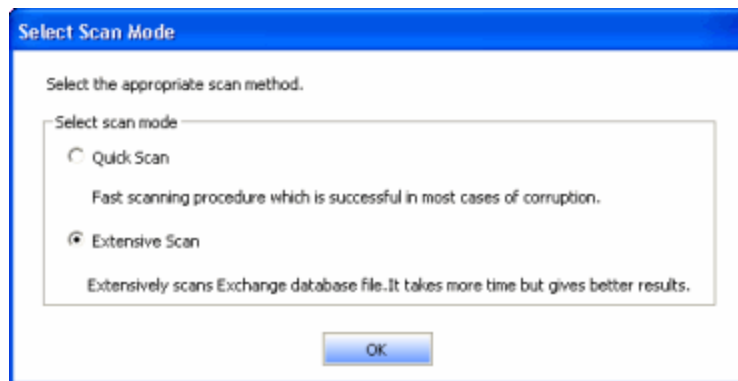 Select Scan Mode
Select the appropriate scan method.
Select scan mode
Quick Scan
Fast scanning procedure which is successful in most cases of corruption.
Extensive Scan
Extensively scans Exchange database file.It takes more time but gives better results.
OK